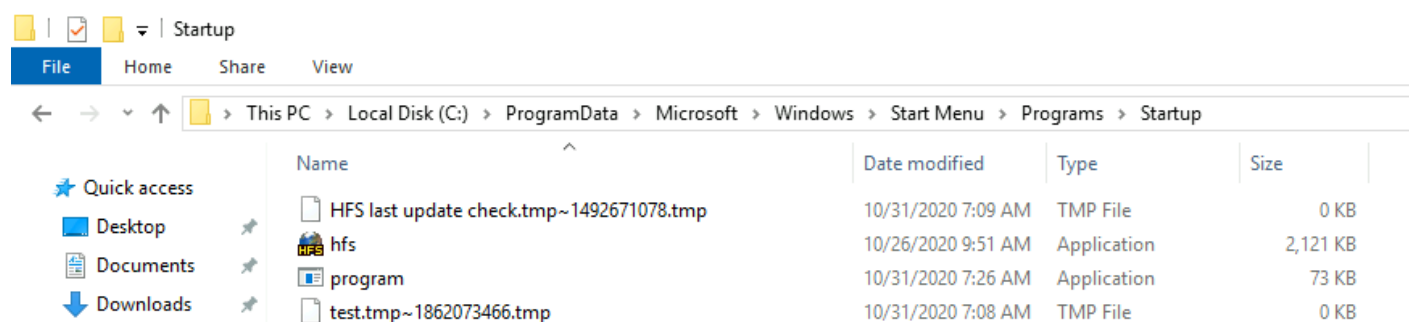 Startup
File Home Share View
This PC > Local Disk (C:) > ProgramData > Microsoft > Windows > Start Menu > Programs > Startup
Name Date modified Type Size
Quick access
HFS last update check.tmp~1492671078.tmp 10/31/2020 7:09 AM TMP File 0 KB
Desktop
hfs 10/26/2020 9:51 AM Application 2,121 KB
Documents
program 10/31/2020 7:26 AM Application 73 KB
Downloads
test.tmp~1862073466.tmp 10/31/2020 7:08 AM TMP File 0 KB